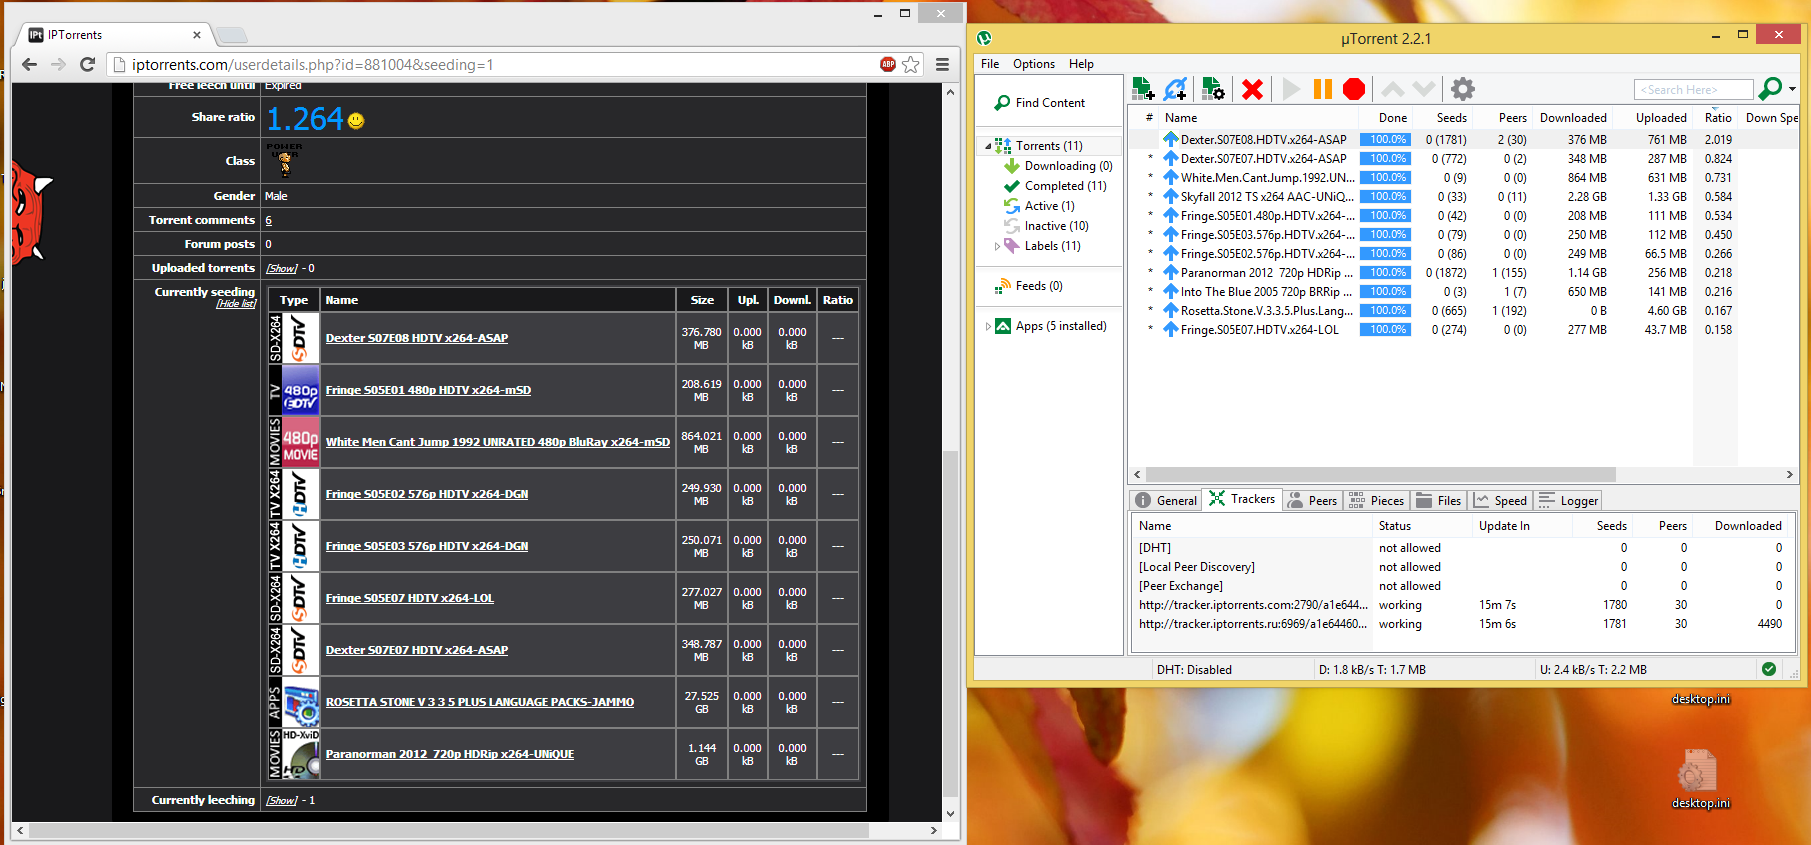 IPTorrents
iptorrents.com/userdetails.php?id=881004&seeding=1
ABP
Free leech until Expired
Share ratio 1.264
Class POWER USER
Gender Male
Torrent comments 6
Forum posts 0
Uploaded torrents [Show] - 0
Currently seeding
[Hide list]
Type Name Size Upl. Downl. Ratio
SD-X264 SDTV Dexter S07E08 HDTV x264-ASAP 376.780 MB 0.000 kB 0.000 kB ---
TV 480p EDTV Fringe S05E01 480p HDTV x264-mSD 208.619 MB 0.000 kB 0.000 kB ---
MOVIES 480p MOVIE White Men Cant Jump 1992 UNRATED 480p BluRay x264-mSD 864.021 MB 0.000 kB 0.000 kB ---
TV X264 HDTV Fringe S05E02 576p HDTV x264-DGN 249.930 MB 0.000 kB 0.000 kB ---
TV X264 HDTV Fringe S05E03 576p HDTV x264-DGN 250.071 MB 0.000 kB 0.000 kB ---
SD-X264 SDTV Fringe S05E07 HDTV x264-LOL 277.027 MB 0.000 kB 0.000 kB ---
SD-X264 SDTV Dexter S07E07 HDTV x264-ASAP 348.787 MB 0.000 kB 0.000 kB ---
APPS ROSETTA STONE V 3 3 5 PLUS LANGUAGE PACKS-JAMMO 27.525 GB 0.000 kB 0.000 kB ---
MOVIES HD-XviD HD Paranorman 2012 720p HDRip x264-UNiQUE 1.144 GB 0.000 kB 0.000 kB ---
Currently leeching [Show] - 1
µTorrent 2.2.1
File Options Help
<Search Here>
Find Content
Torrents (11)
Downloading (0)
Completed (11)
Active (1)
Inactive (10)
Labels (11)
Feeds (0)
Apps (5 installed)
# Name Done Seeds Peers Downloaded Uploaded Ratio Down Spe
Dexter.S07E08.HDTV.x264-ASAP 100.0% 0 (1781) 2 (30) 376 MB 761 MB 2.019
* Dexter.S07E07.HDTV.x264-ASAP 100.0% 0 (772) 0 (2) 348 MB 287 MB 0.824
* White.Men.Cant.Jump.1992.UN... 100.0% 0 (9) 0 (0) 864 MB 631 MB 0.731
* Skyfall 2012 TS x264 AAC-UNiQ... 100.0% 0 (33) 0 (11) 2.28 GB 1.33 GB 0.584
* Fringe.S05E01.480p.HDTV.x264-... 100.0% 0 (42) 0 (0) 208 MB 111 MB 0.534
* Fringe.S05E03.576p.HDTV.x264-... 100.0% 0 (79) 0 (0) 250 MB 112 MB 0.450
* Fringe.S05E02.576p.HDTV.x264-... 100.0% 0 (86) 0 (0) 249 MB 66.5 MB 0.266
* Paranorman 2012 720p HDRip ... 100.0% 0 (1872) 1 (155) 1.14 GB 256 MB 0.218
* Into The Blue 2005 720p BRRip ... 100.0% 0 (3) 1 (7) 650 MB 141 MB 0.216
* Rosetta.Stone.V.3.3.5.Plus.Lang... 100.0% 0 (665) 1 (192) 0 B 4.60 GB 0.167
* Fringe.S05E07.HDTV.x264-LOL 100.0% 0 (274) 0 (0) 277 MB 43.7 MB 0.158
General Trackers Peers Pieces Files Speed Logger
Name Status Update In Seeds Peers Downloaded
[DHT] not allowed 0 0 0
[Local Peer Discovery] not allowed 0 0 0
[Peer Exchange] not allowed 0 0 0
http://tracker.iptorrents.com:2790/a1e644... working 15m 7s 1780 30 0
http://tracker.iptorrents.ru:6969/a1e64460... working 15m 6s 1781 30 4490
DHT: Disabled D: 1.8 kB/s T: 1.7 MB U: 2.4 kB/s T: 2.2 MB
desktop.ini
desktop.ini